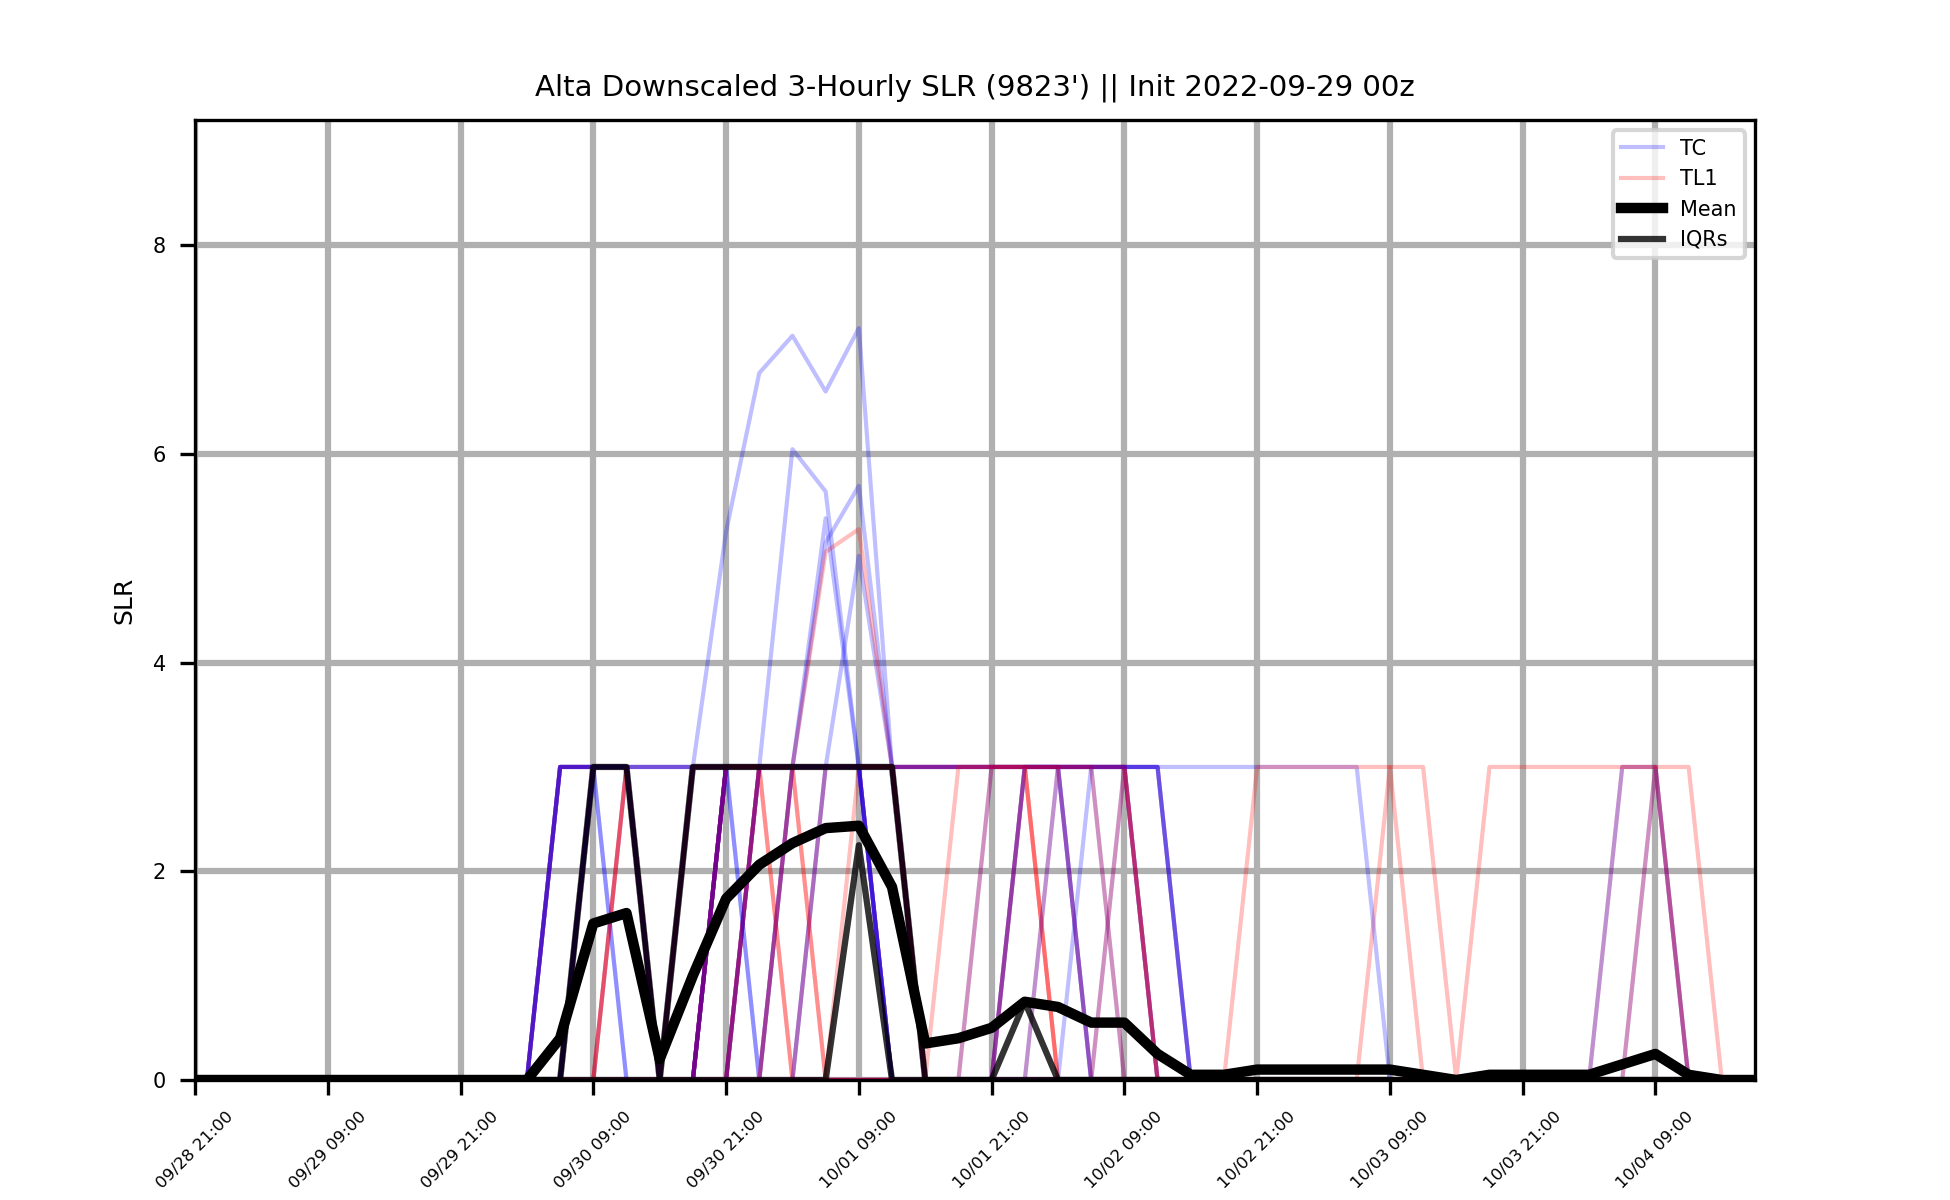 Alta Downscaled 3-Hourly SLR (9823') || Init 2022-09-29 00z
TC
TL1
Mean
IQRs
SLR
8
6
4
2
0
09/28 21:00
09/29 09:00
09/29 21:00
09/30 09:00
09/30 21:00
10/01 09:00
10/01 21:00
10/02 09:00
10/02 21:00
10/03 09:00
10/03 21:00
10/04 09:00